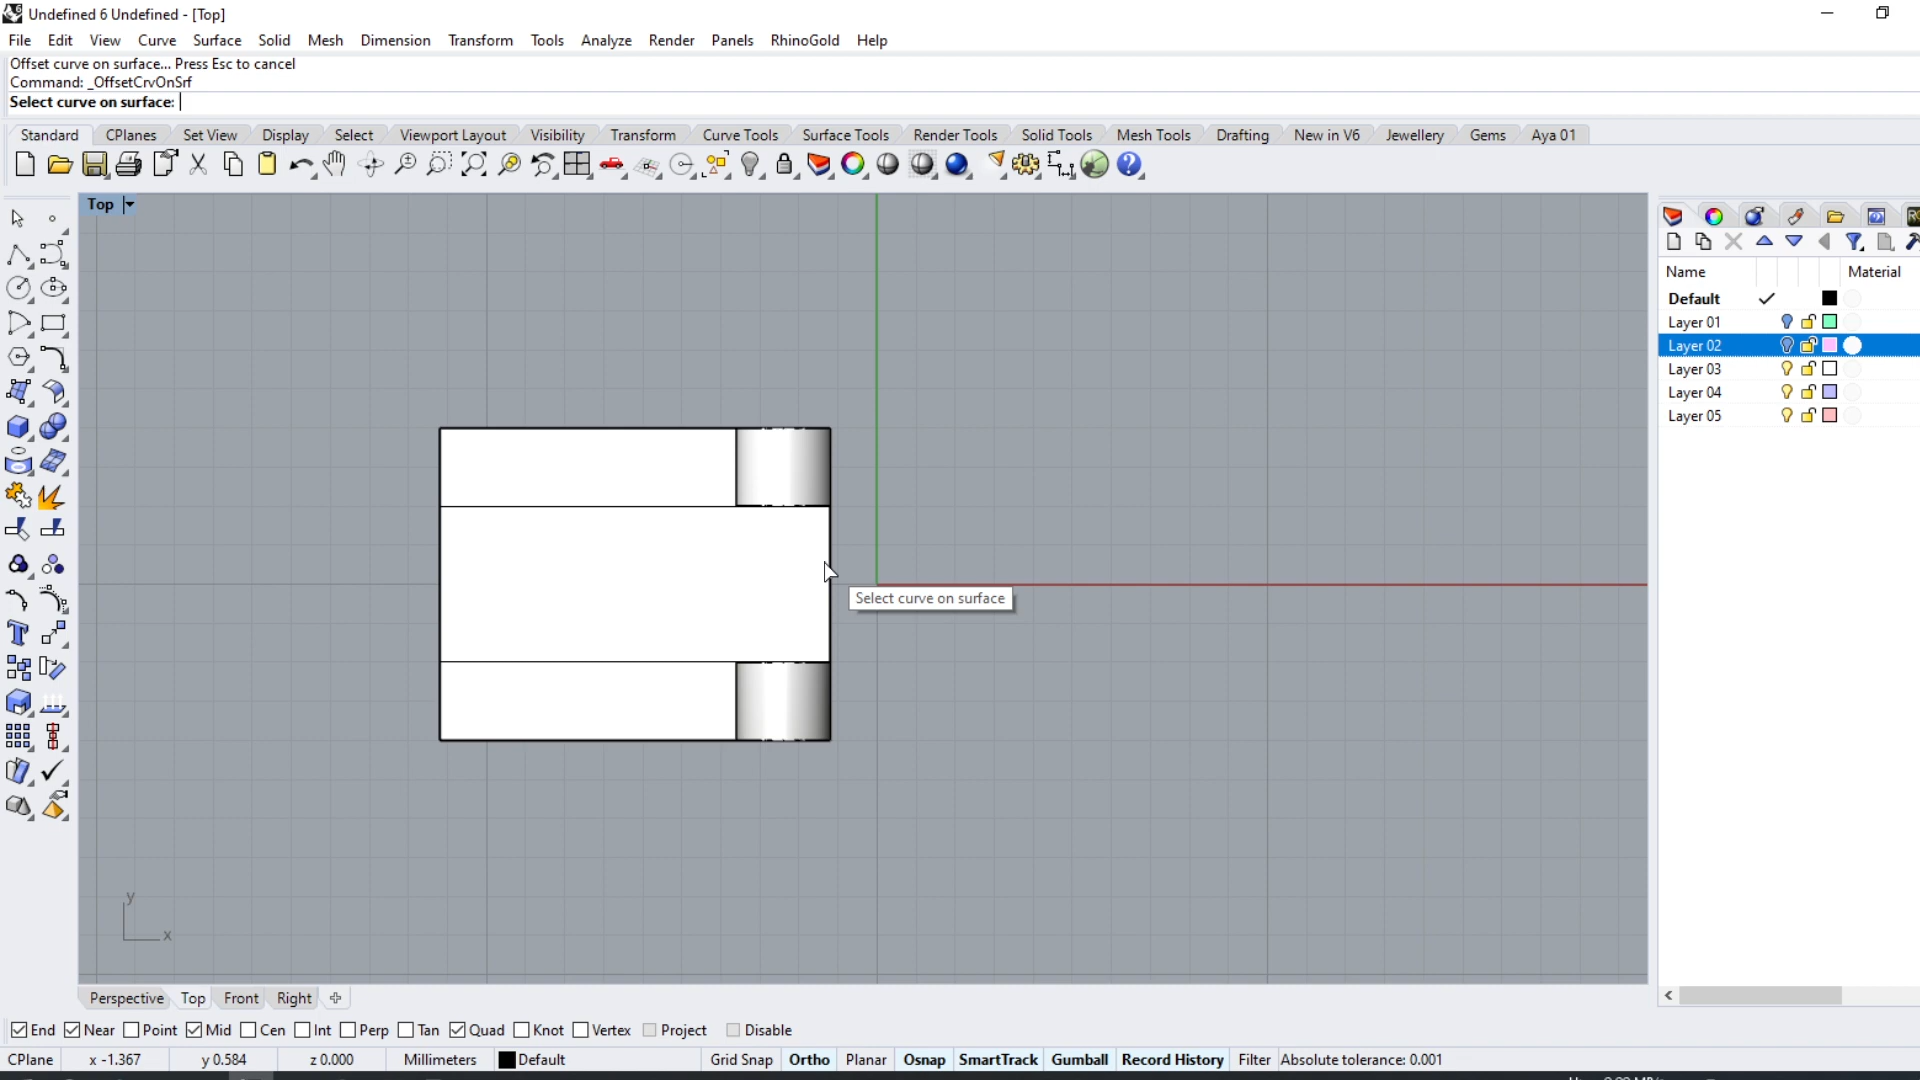 Undefined 6 Undefined - [Top]
File Edit View Curve Surface Solid Mesh Dimension Transform Tools Analyze Render Panels RhinoGold Help
Offset curve on surface... Press Esc to cancel
Command: _OffsetCrvOnSrf
Select curve on surface:
Standard CPlanes Set View Display Select Viewport Layout Visibility Transform Curve Tools Surface Tools Render Tools Solid Tools Mesh Tools Drafting New in V6 Jewellery Gems Aya 01
Top
Name Material
Default
Layer 01
Layer 02
Layer 03
Layer 04
Layer 05
Select curve on surface
y
x
Perspective Top Front Right
End Near Point Mid Cen Int Perp Tan Quad Knot Vertex Project Disable
CPlane x -1.367 y 0.584 z 0.000 Millimeters Default Grid Snap Ortho Planar Osnap SmartTrack Gumball Record History Filter Absolute tolerance: 0.001